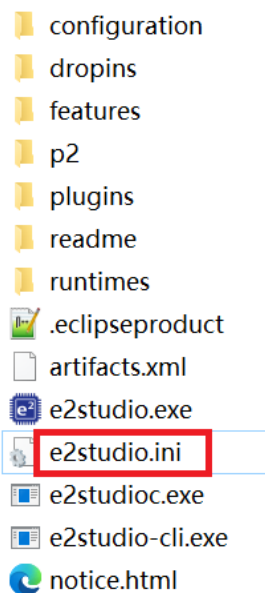 configuration
dropins
features
p2
plugins
readme
runtimes
.eclipseproduct
artifacts.xml
e2studio.exe
e2studio.ini
e2studioc.exe
e2studio-cli.exe
notice.html